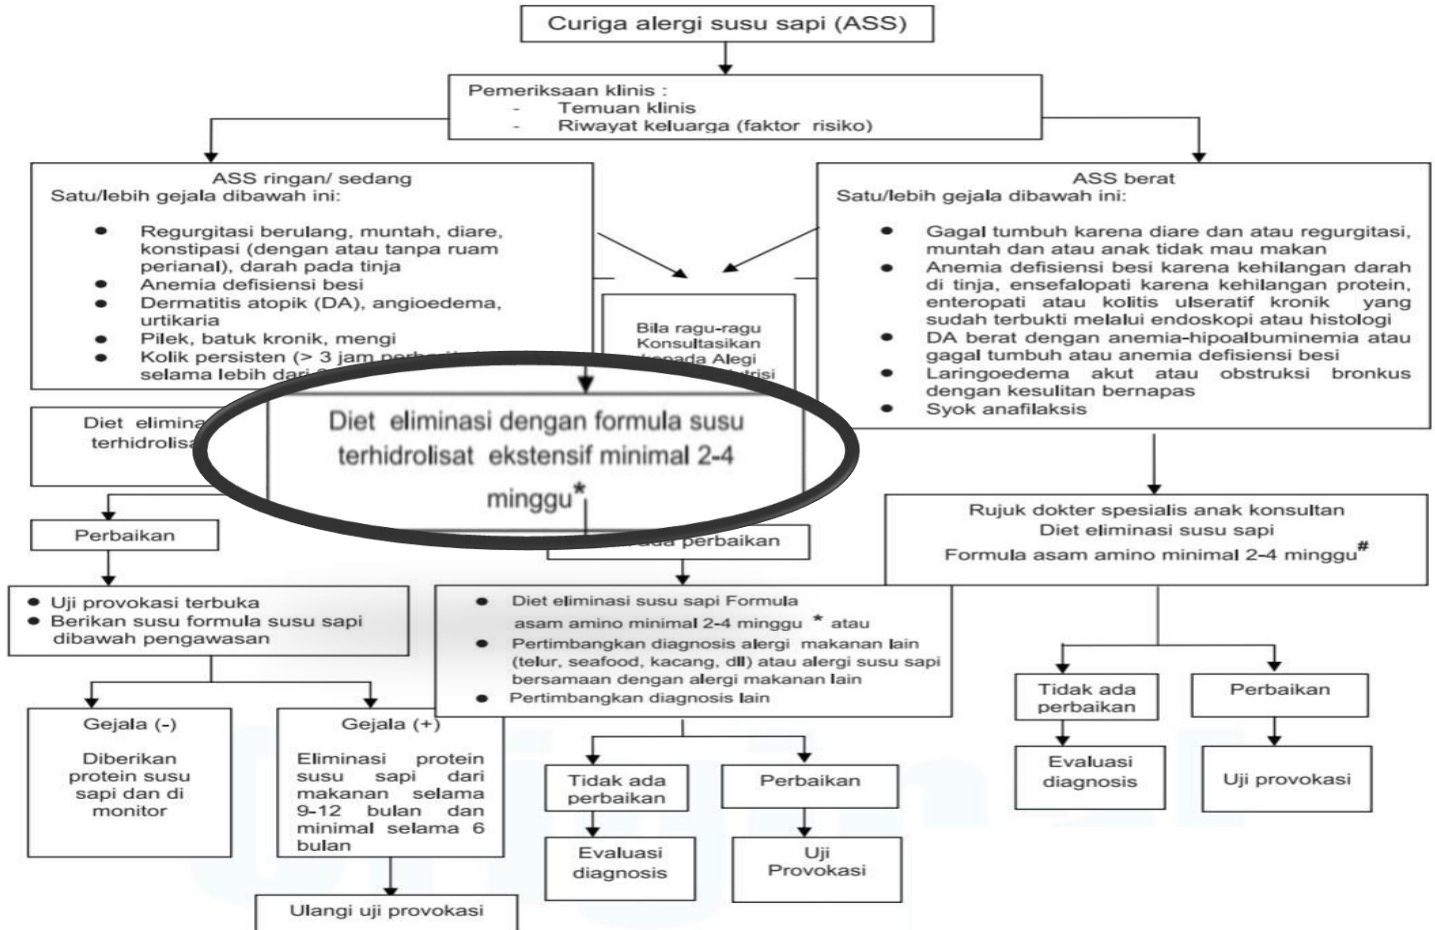 Curiga alergi susu sapi (ASS)
Pemeriksaan klinis :
- Temuan klinis
- Riwayat keluarga (faktor risiko)
ASS ringan/ sedang
Satu/lebih gejala dibawah ini:
● Regurgitasi berulang, muntah, diare,
konstipasi (dengan atau tanpa ruam
perianal), darah pada tinja
● Anemia defisiensi besi
● Dermatitis atopik (DA), angioedema,
urtikaria
● Pilek, batuk kronik, mengi
● Kolik persisten (> 3 jam
selama lebih dari
Bila ragu-ragu
Konsultasikan
kepada Alegi
ASS berat
Satu/lebih gejala dibawah ini:
● Gagal tumbuh karena diare dan atau regurgitasi,
muntah dan atau anak tidak mau makan
● Anemia defisiensi besi karena kehilangan darah
di tinja, ensefalopati karena kehilangan protein,
enteropati atau kolitis ulseratif kronik yang
sudah terbukti melalui endoskopi atau histologi
● DA berat dengan anemia-hipoalbuminemia atau
gagal tumbuh atau anemia defisiensi besi
● Laringoedema akut atau obstruksi bronkus
dengan kesulitan bernapas
● Syok anafilaksis
Diet
Diet eliminasi dengan formula susu
terhidrolisat ekstensif minimal 2-4
minggu*
Rujuk dokter spesialis anak konsultan
Diet eliminasi susu sapi
Formula asam amino minimal 2-4 minggu#
Perbaikan
perbaikan
● Uji provokasi terbuka
● Berikan susu formula susu sapi
dibawah pengawasan
● Diet eliminasi susu sapi Formula
asam amino minimal 2-4 minggu * atau
● Pertimbangkan diagnosis alergi makanan lain
(telur, seafood, kacang, dll) atau alergi susu sapi
bersamaan dengan alergi makanan lain
● Pertimbangkan diagnosis lain
Gejala (-)
Diberikan
protein susu
sapi dan di
monitor
Gejala (+)
Eliminasi protein
susu sapi dari
makanan selama
9-12 bulan dan
minimal selama 6
bulan
Ulangi uji provokasi
Tidak ada
perbaikan
Evaluasi
diagnosis
Perbaikan
Uji
Provokasi
Tidak ada
perbaikan
Evaluasi
diagnosis
Perbaikan
Uji provokasi